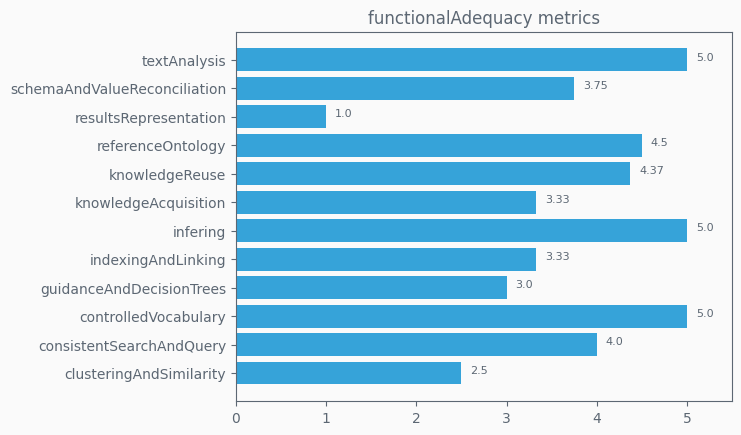 functionalAdequacy metrics
textAnalysis 5.0
schemaAndValueReconciliation 3.75
resultsRepresentation 1.0
referenceOntology 4.5
knowledgeReuse 4.37
knowledgeAcquisition 3.33
infering 5.0
indexingAndLinking 3.33
guidanceAndDecisionTrees 3.0
controlledVocabulary 5.0
consistentSearchAndQuery 4.0
clusteringAndSimilarity 2.5
0 1 2 3 4 5